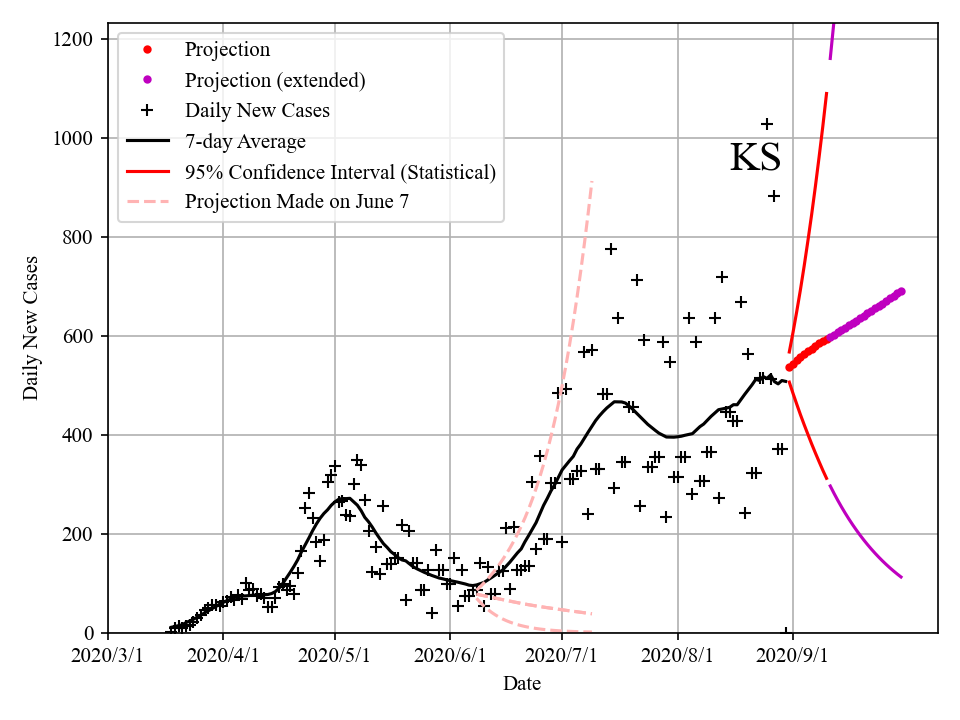 1200
1000
800
600
400
200
0
Daily New Cases
Projection
Projection (extended)
Daily New Cases
7-day Average
95% Confidence Interval (Statistical)
Projection Made on June 7
KS
2020/3/1 2020/4/1 2020/5/1 2020/6/1 2020/7/1 2020/8/1 2020/9/1
Date